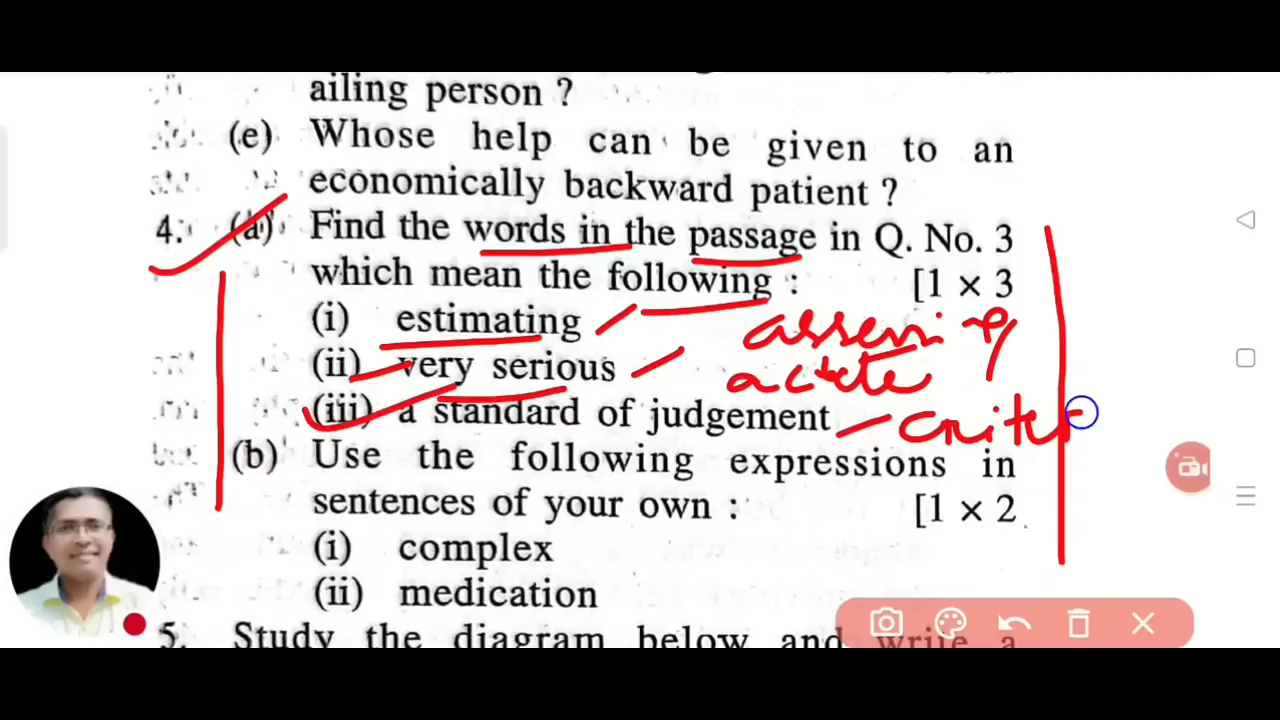 ailing person ?
(e) Whose help can be given to an
economically backward patient ?
4. (a) Find the words in the passage in Q. No. 3
which mean the following : [1 × 3
(i) estimating
(ii) very serious acute
(iii) a standard of judgement criter
(b) Use the following expressions in
sentences of your own : [1 × 2
(i) complex
(ii) medication
5. Study the diagram below and write a